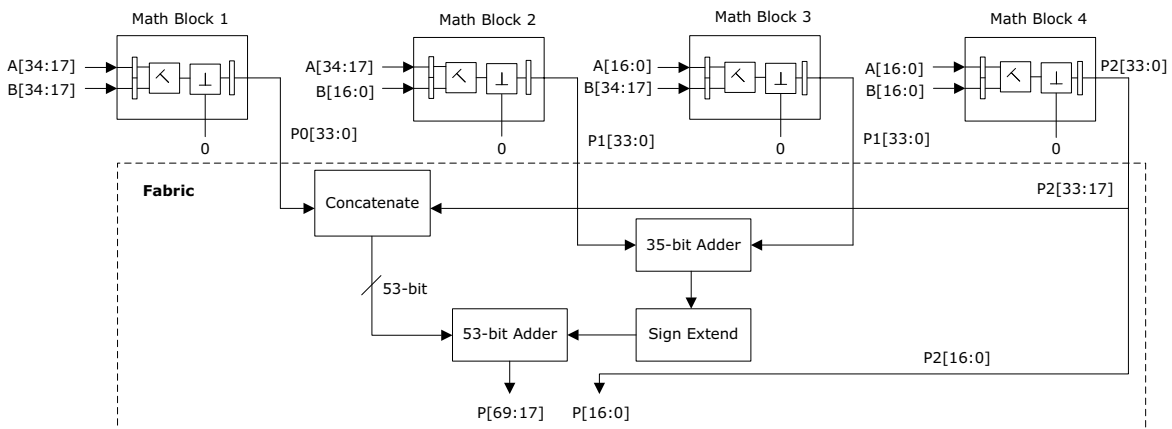 Math Block 1
Math Block 2
Math Block 3
Math Block 4
A[34:17]
B[34:17]
A[34:17]
B[16:0]
A[16:0]
B[34:17]
A[16:0]
B[16:0]
P2[33:0]
0
P0[33:0]
0
P1[33:0]
0
P1[33:0]
0
Fabric
Concatenate
P2[33:17]
35-bit Adder
53-bit
53-bit Adder
Sign Extend
P2[16:0]
P[69:17]
P[16:0]